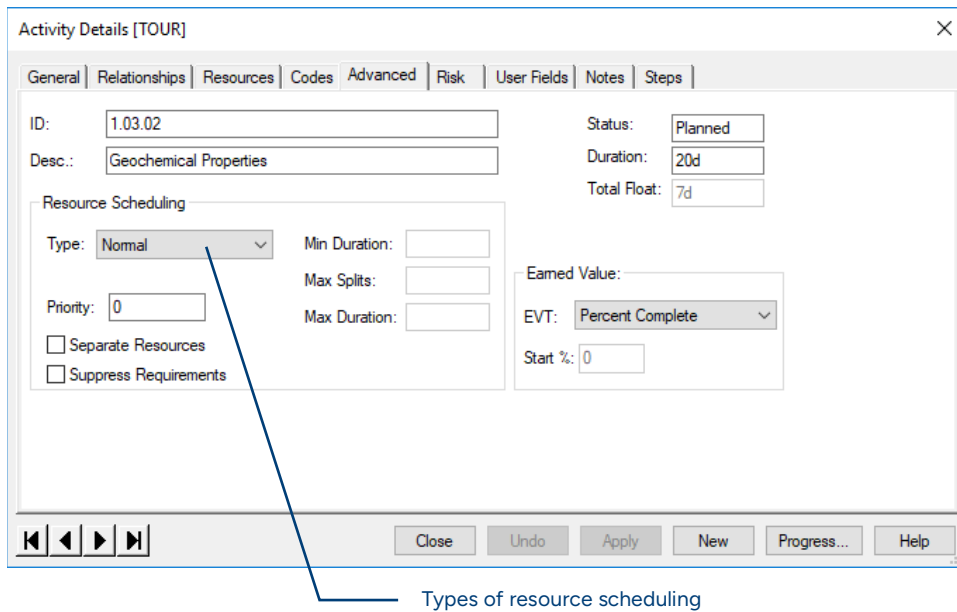 Activity Details [TOUR]
General Relationships Resources Codes Advanced Risk User Fields Notes Steps
ID: 1.03.02
Status: Planned
Desc.: Geochemical Properties
Duration: 20d
Total Float: 7d
Resource Scheduling
Type: Normal
Min Duration:
Max Splits:
Priority: 0
Max Duration:
Separate Resources
Suppress Requirements
Earned Value:
EVT: Percent Complete
Start %: 0
Close Undo Apply New Progress... Help
Types of resource scheduling